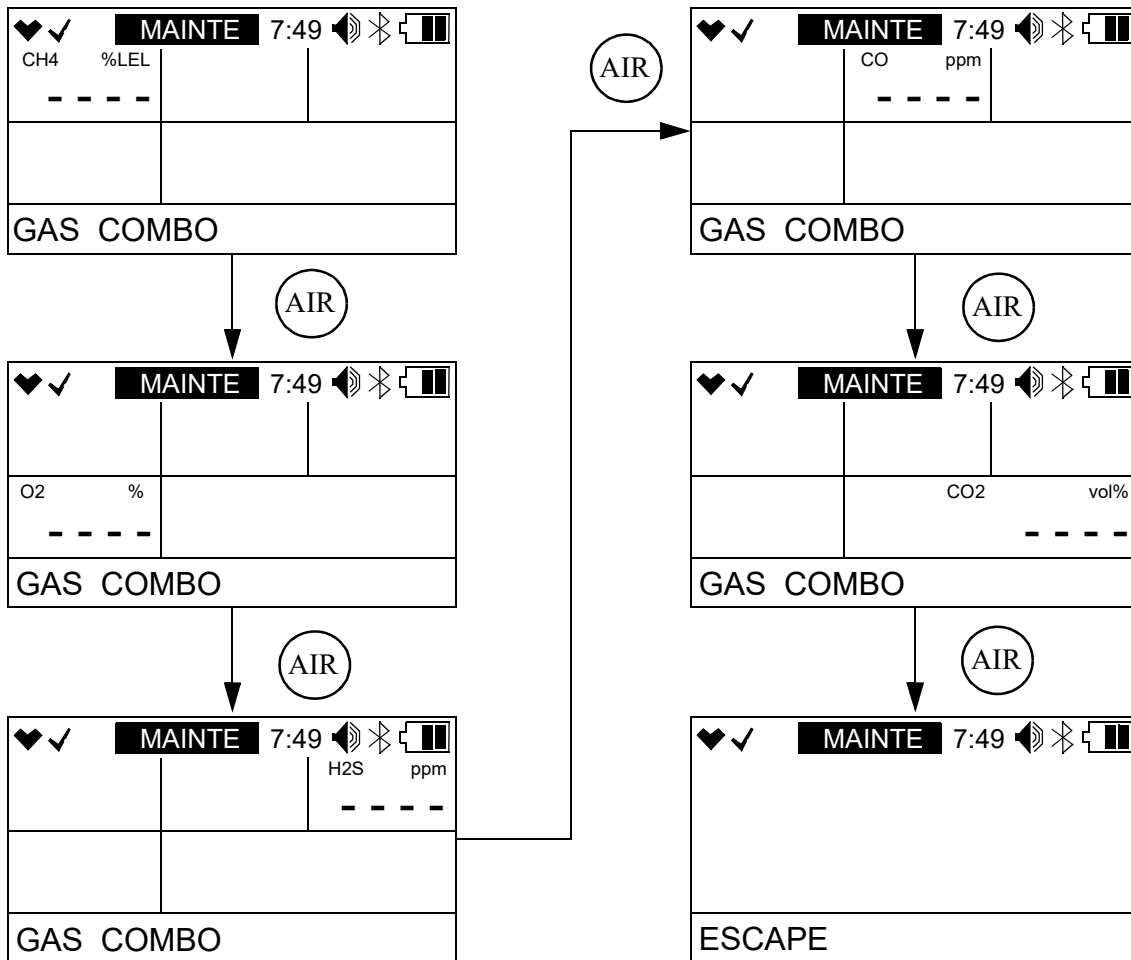 MAINTE 7:49
CH4 %LEL
- - - -
GAS COMBO
AIR
MAINTE 7:49
O2 %
- - - -
GAS COMBO
AIR
MAINTE 7:49
H2S ppm
- - - -
GAS COMBO
AIR
MAINTE 7:49
CO ppm
- - - -
GAS COMBO
AIR
MAINTE 7:49
CO2 vol%
- - - -
GAS COMBO
AIR
MAINTE 7:49
ESCAPE